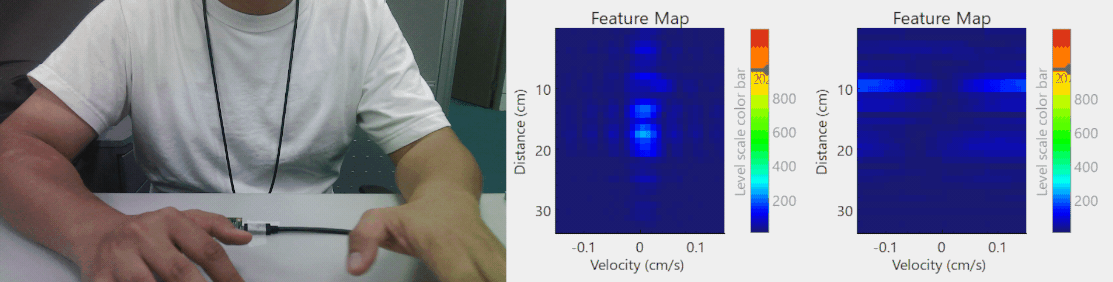 Feature Map
Distance (cm)
10
20
30
-0.1
0
0.1
Velocity (cm/s)
Level scale color bar
800
600
400
200
Feature Map
Distance (cm)
10
20
30
-0.1
0
0.1
Velocity (cm/s)
Level scale color bar
800
600
400
200